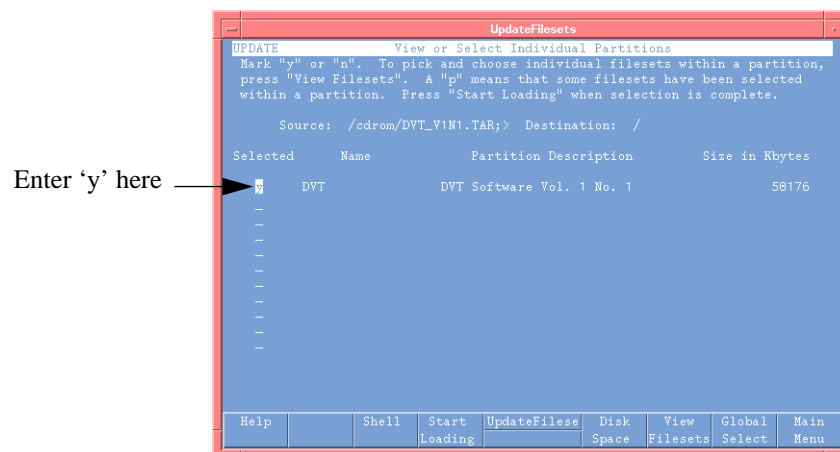 UpdateFilesets
UPDATE View or Select Individual Partitions
Mark "y" or "n". To pick and choose individual filesets within a partition,
press "View Filesets". A "p" means that some filesets have been selected
within a partition. Press "Start Loading" when selection is complete.
Source: /cdrom/DVT_V1N1.TAR;> Destination: /
Selected Name Partition Description Size in Kbytes
Enter ‘y’ here
y DVT DVT Software Vol. 1 No. 1 50176
Help Shell Start Loading UpdateFilese Disk Space View Filesets Global Select Main Menu